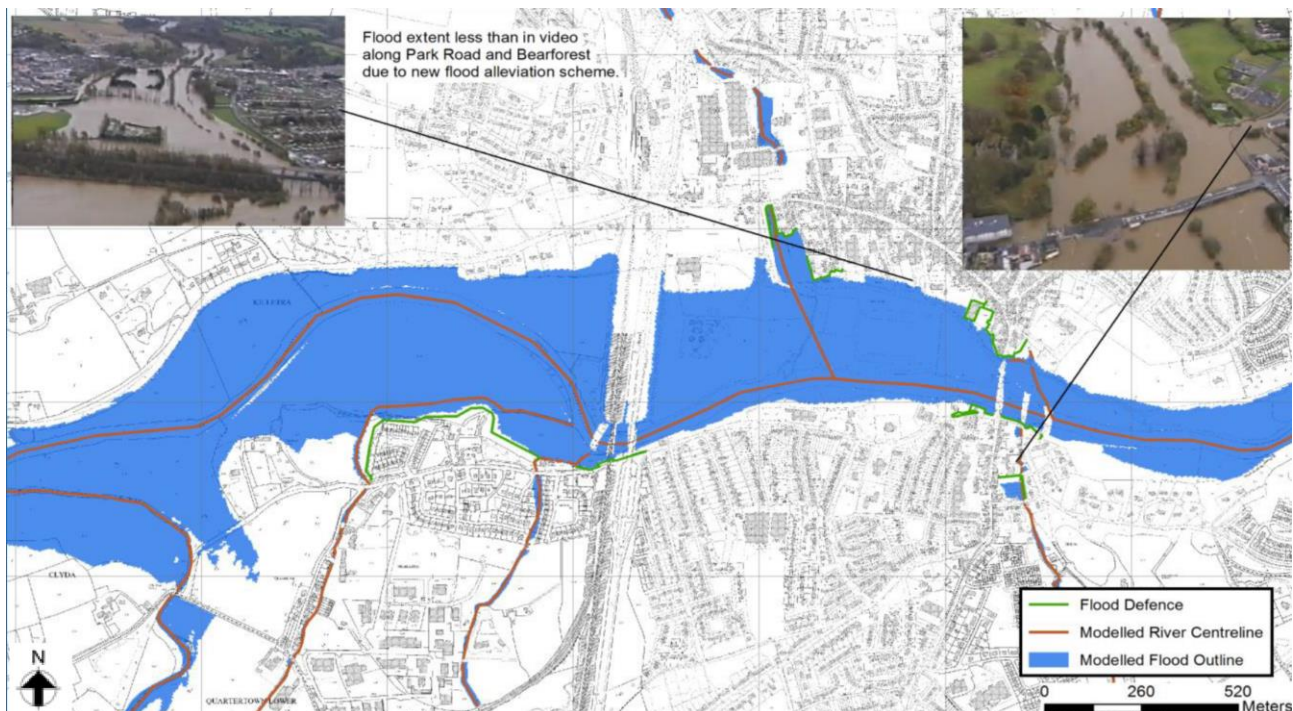 Flood extent less than in video
along Park Road and Bearforest
due to new flood alleviation scheme.
CLYDA
QUARTERTOWN LOWER
N
Flood Defence
Modelled River Centreline
Modelled Flood Outline
0 260 520
Meters